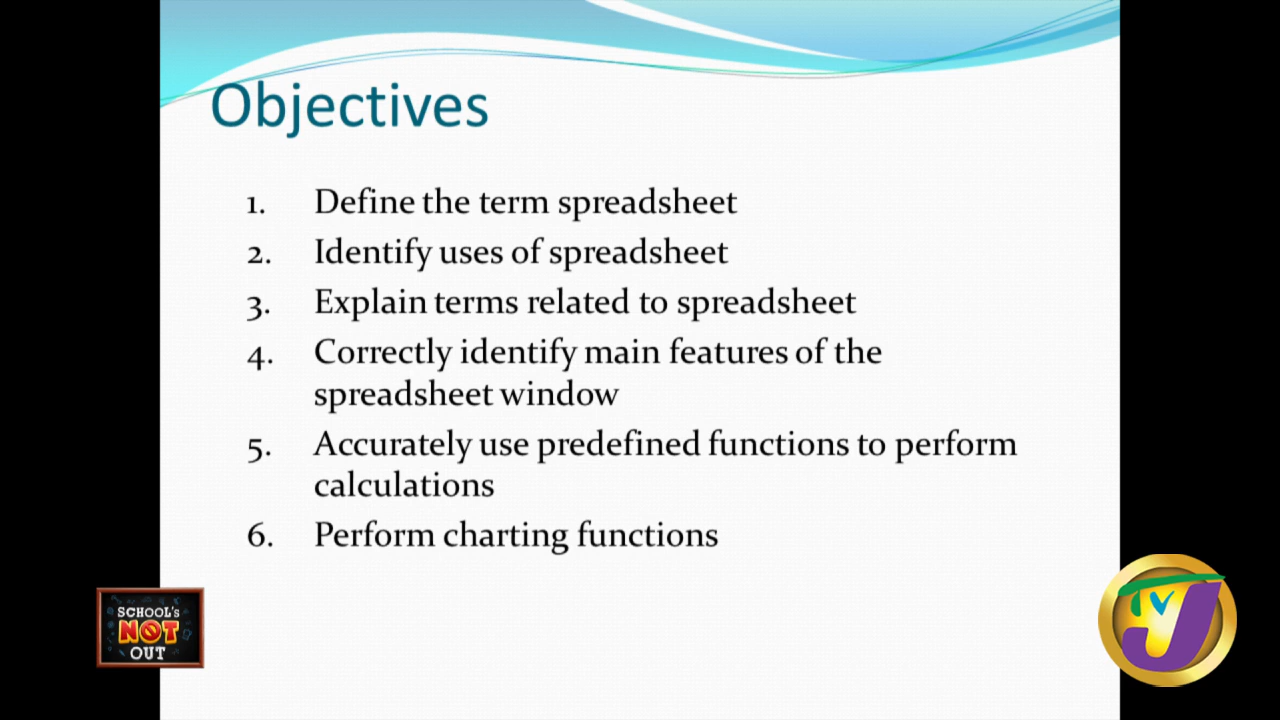 Objectives
1. Define the term spreadsheet
2. Identify uses of spreadsheet
3. Explain terms related to spreadsheet
4. Correctly identify main features of the
spreadsheet window
5. Accurately use predefined functions to perform
calculations
6. Perform charting functions
SCHOOL's
NOT
OUT
TVJ